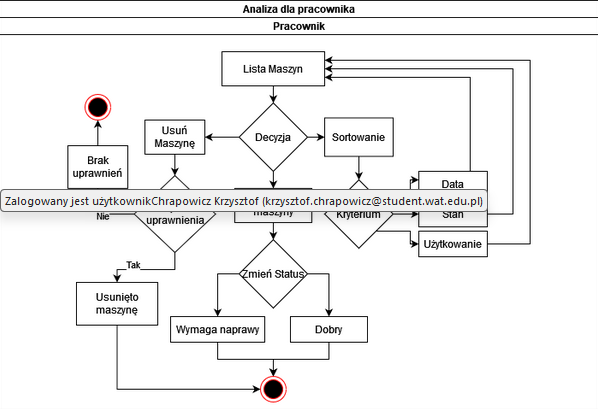 Analiza dla pracownika
Pracownik
Lista Maszyn
Usuń
Maszynę
Decyzja
Sortowanie
Brak
uprawnień
Data
Zalogowany jest użytkownikChrapowicz Krzysztof (krzysztof.chrapowicz@student.wat.edu.pl)
Nie
uprawnienia
maszyny
Kryterium
Stan
Użytkowanie
Tak
Zmień Status
Usunięto
maszynę
Wymaga naprawy
Dobry